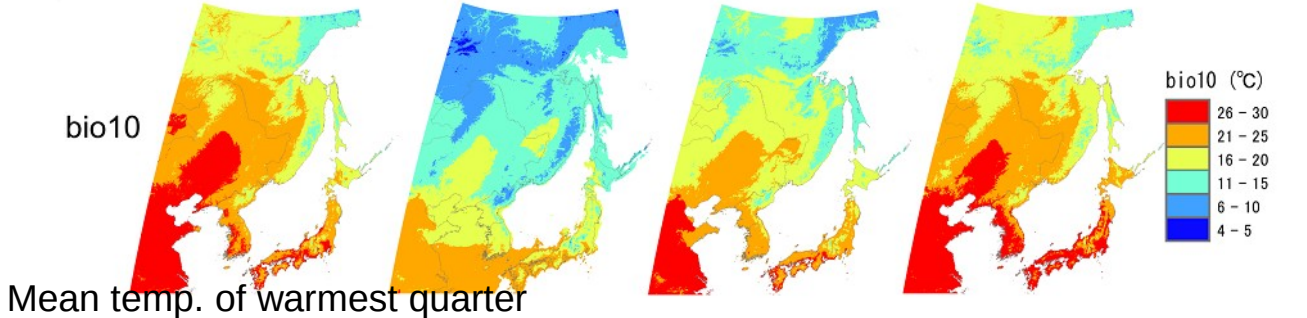 bio10
bio10 (℃)
26 - 30
21 - 25
16 - 20
11 - 15
6 - 10
4 - 5
Mean temp. of warmest quarter